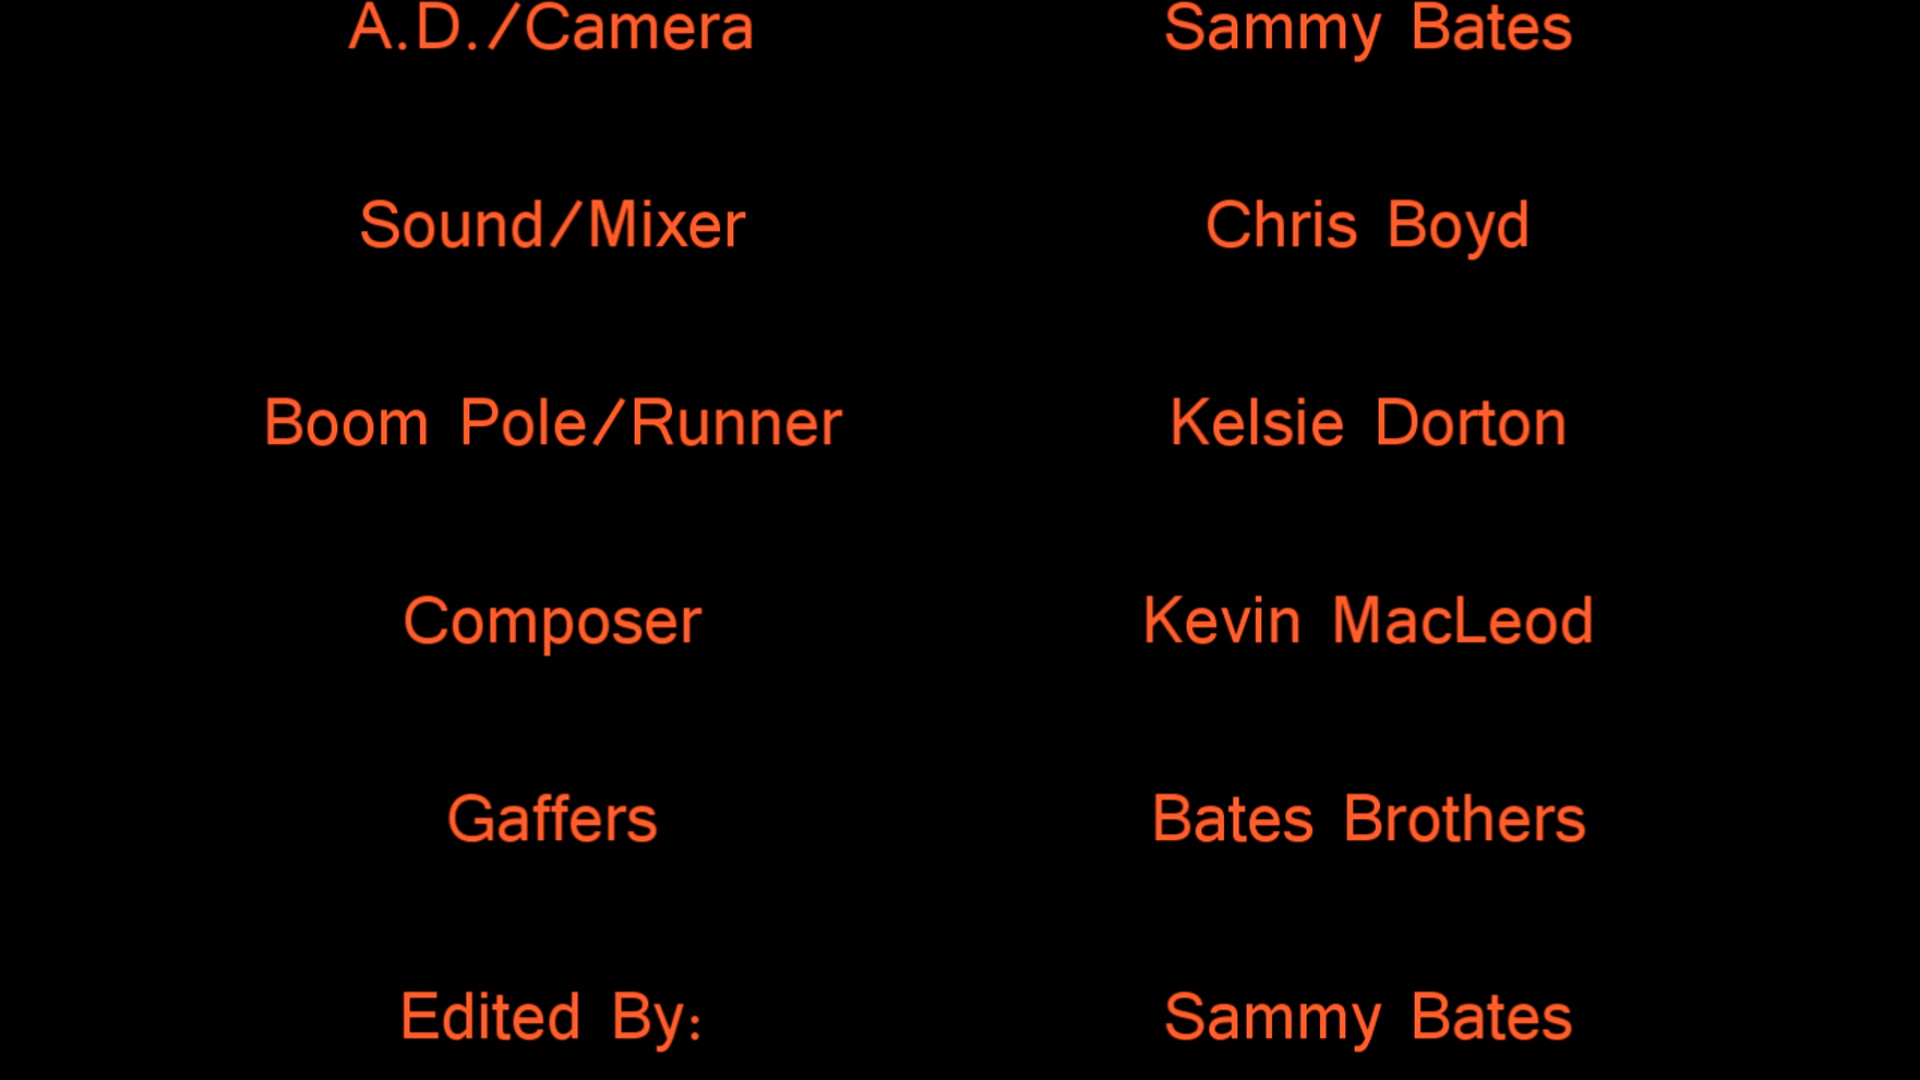 A.D./Camera Sammy Bates
Sound/Mixer Chris Boyd
Boom Pole/Runner Kelsie Dorton
Composer Kevin MacLeod
Gaffers Bates Brothers
Edited By: Sammy Bates